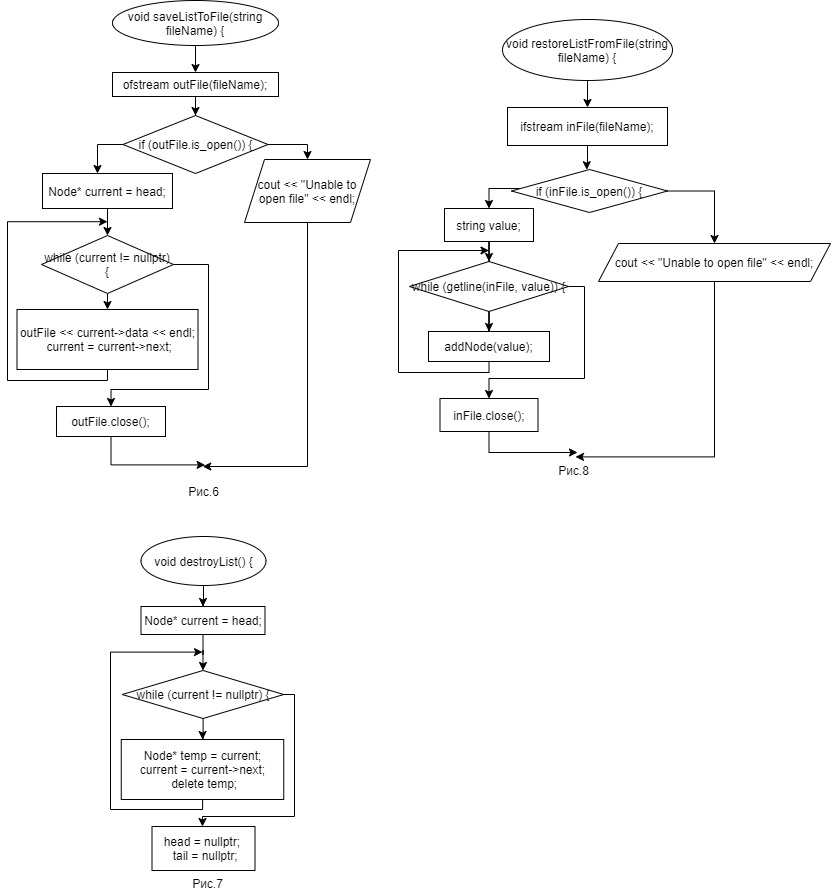 void saveListToFile(string
fileName) {
ofstream outFile(fileName);
if (outFile.is_open()) {
Node* current = head;
cout << "Unable to
open file" << endl;
while (current != nullptr)
{
outFile << current->data << endl;
current = current->next;
outFile.close();
Рис.6
void restoreListFromFile(string
fileName) {
ifstream inFile(fileName);
if (inFile.is_open()) {
string value;
cout << "Unable to open file" << endl;
while (getline(inFile, value)) {
addNode(value);
inFile.close();
Рис.8
void destroyList() {
Node* current = head;
while (current != nullptr) {
Node* temp = current;
current = current->next;
delete temp;
head = nullptr;
tail = nullptr;
Рис.7